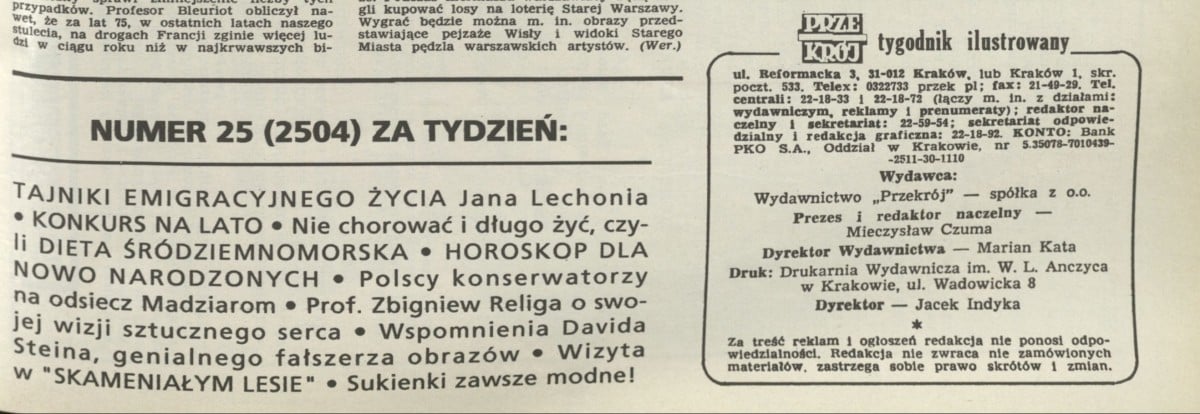 przypadków. Profesor Bleuriot obliczył na-
wet, że za lat 75, w ostatnich latach naszego
stulecia, na drogach Francji zginie więcej lu-
dzi w ciągu roku niż w najkrwawszych bi-
gli kupować losy na loterię Starej Warszawy.
Wygrać będzie można m. in. obrazy przed-
stawiające pejzaże Wisły i widoki Starego
Miasta pędzla warszawskich artystów. (Wer.)
NUMER 25 (2504) ZA TYDZIEŃ:
TAJNIKI EMIGRACYJNEGO ŻYCIA Jana Lechonia
• KONKURS NA LATO • Nie chorować i długo żyć, czy-
li DIETA ŚRÓDZIEMNOMORSKA • HOROSKOP DLA
NOWO NARODZONYCH • Polscy konserwatorzy
na odsiecz Madziarom • Prof. Zbigniew Religa o swo-
jej wizji sztucznego serca • Wspomnienia Davida
Steina, genialnego fałszerza obrazów • Wizyta
w "SKAMENIAŁYM LESIE" • Sukienki zawsze modne!
PRZE
KRÓJ
tygodnik ilustrowany
ul. Reformacka 3, 31-012 Kraków, lub Kraków 1, skr.
poczt. 533. Telex: 0322733 przek pl; fax: 21-49-29. Tel.
centrali: 22-18-33 i 22-18-72 (łączy m. in. z działami:
wydawniczym, reklamy i prenumeraty); redaktor na-
czelny i sekretariat: 22-59-54; sekretariat odpowie-
dzialny i redakcja graficzna: 22-18-92. KONTO: Bank
PKO S.A., Oddział w Krakowie, nr 5.35078-7010439-
-2511-30-1110
Wydawca:
Wydawnictwo „Przekrój" — spółka z o.o.
Prezes i redaktor naczelny —
Mieczysław Czuma
Dyrektor Wydawnictwa — Marian Kata
Druk: Drukarnia Wydawnicza im. W. L. Anczyca
w Krakowie, ul. Wadowicka 8
Dyrektor — Jacek Indyka
*
Za treść reklam i ogłoszeń redakcja nie ponosi odpo-
wiedzialności. Redakcja nie zwraca nie zamówionych
materiałów, zastrzega sobie prawo skrótów i zmian.